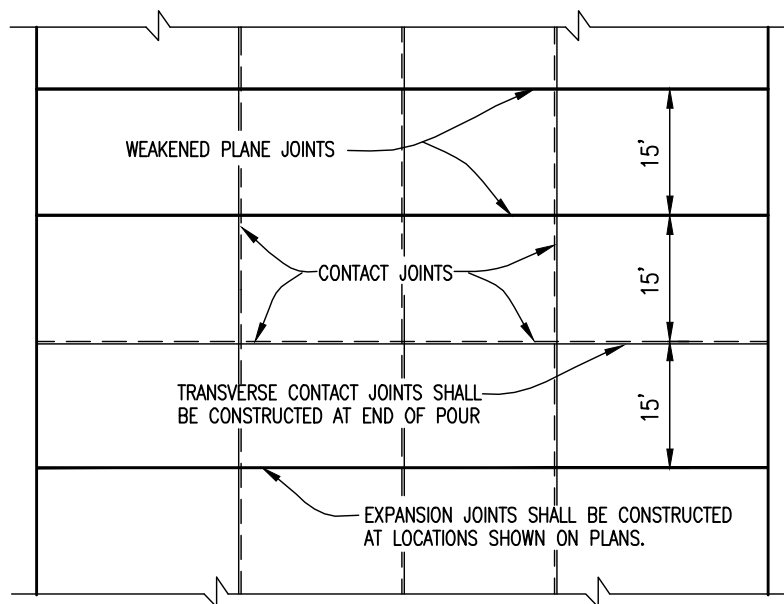 WEAKENED PLANE JOINTS
15'
CONTACT JOINTS
15'
TRANSVERSE CONTACT JOINTS SHALL
BE CONSTRUCTED AT END OF POUR
15'
EXPANSION JOINTS SHALL BE CONSTRUCTED
AT LOCATIONS SHOWN ON PLANS.